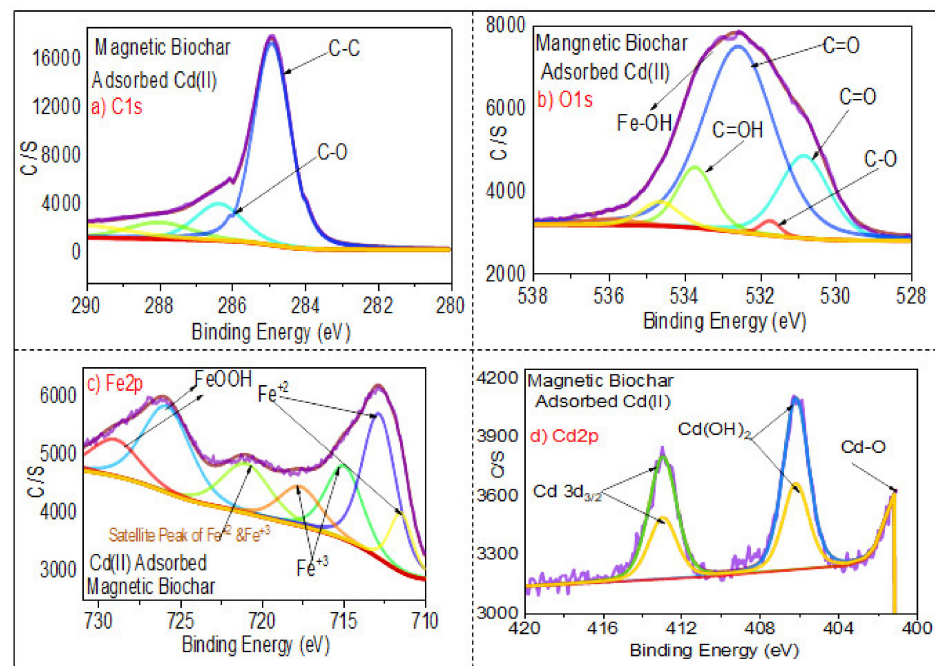 Magnetic Biochar
Adsorbed Cd(II)
a) C1s
C-C
C-O
C /S
16000
12000
8000
4000
0
290 288 286 284 282 280
Binding Energy (eV)
Mangnetic Biochar
Adsorbed Cd(II)
b) O1s
C=O
C=O
Fe-OH
C=OH
C-O
C /S
8000
6000
4000
2000
538 536 534 532 530 528
Binding Energy (eV)
c) Fe2p
FeOOH
Fe+2
Satellite Peak of Fe+2 &Fe+3
Fe+3
Cd(II) Adsorbed
Magnetic Biochar
C /S
6000
5000
4000
3000
730 725 720 715 710
Binding Energy (eV)
Magnetic Biochar
Adsorbed Cd(II)
d) Cd2p
Cd(OH)2
Cd-O
Cd 3d3/2
C/S
4200
3900
3600
3300
3000
420 416 412 408 404 400
Binding Energy (eV)